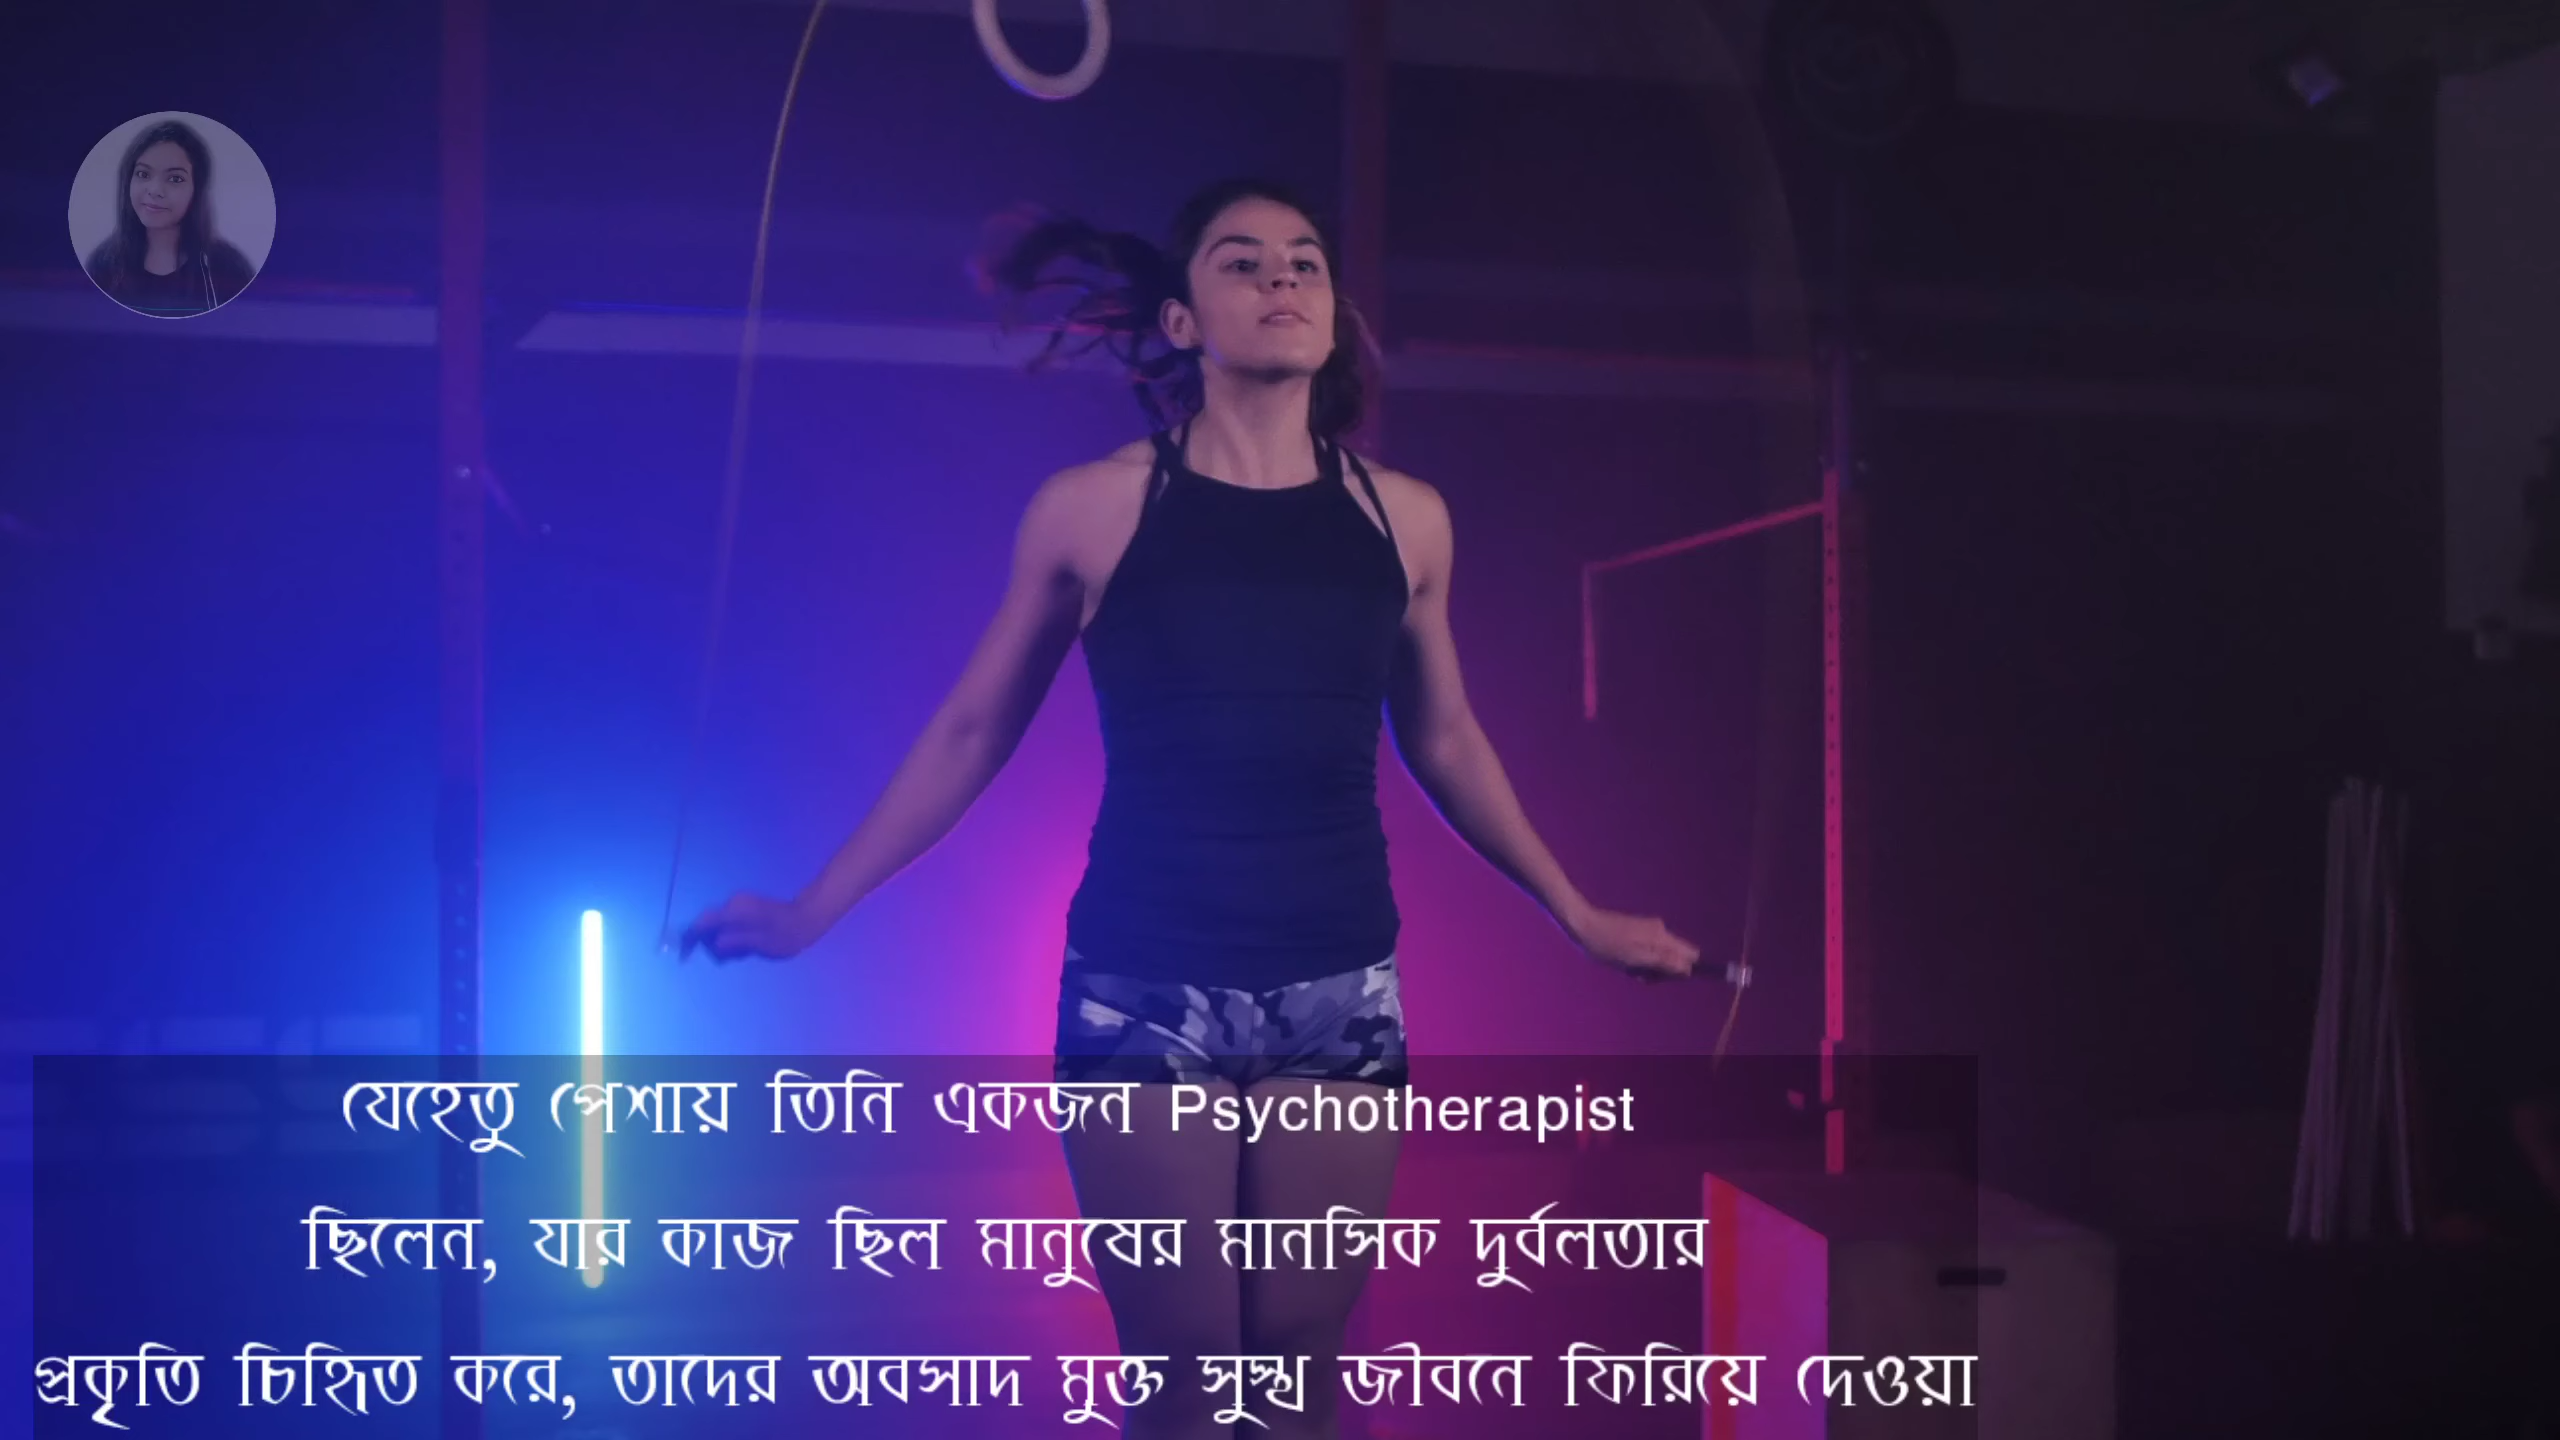 যেহেতু পেশায় তিনি একজন Psychotherapist
ছিলেন, যার কাজ ছিল মানুষের মানসিক দুর্বলতার
প্রকৃতি চিহ্নিত করে, তাদের অবসাদ মুক্ত সুস্থ জীবনে ফিরিয়ে দেওয়া